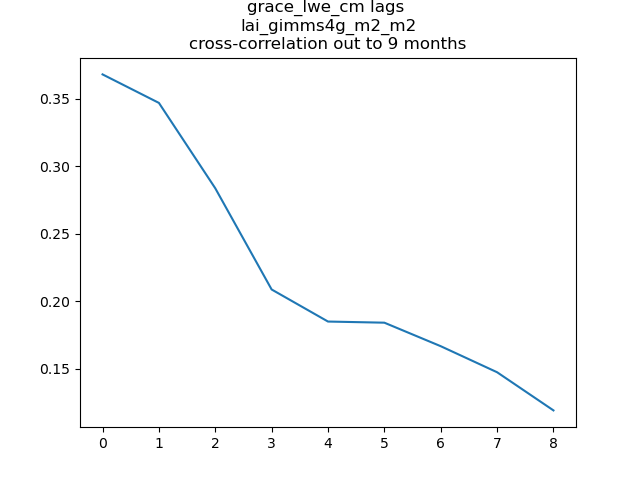 grace_lwe_cm lags
lai_gimms4g_m2_m2
cross-correlation out to 9 months
0.35
0.30
0.25
0.20
0.15
0 1 2 3 4 5 6 7 8